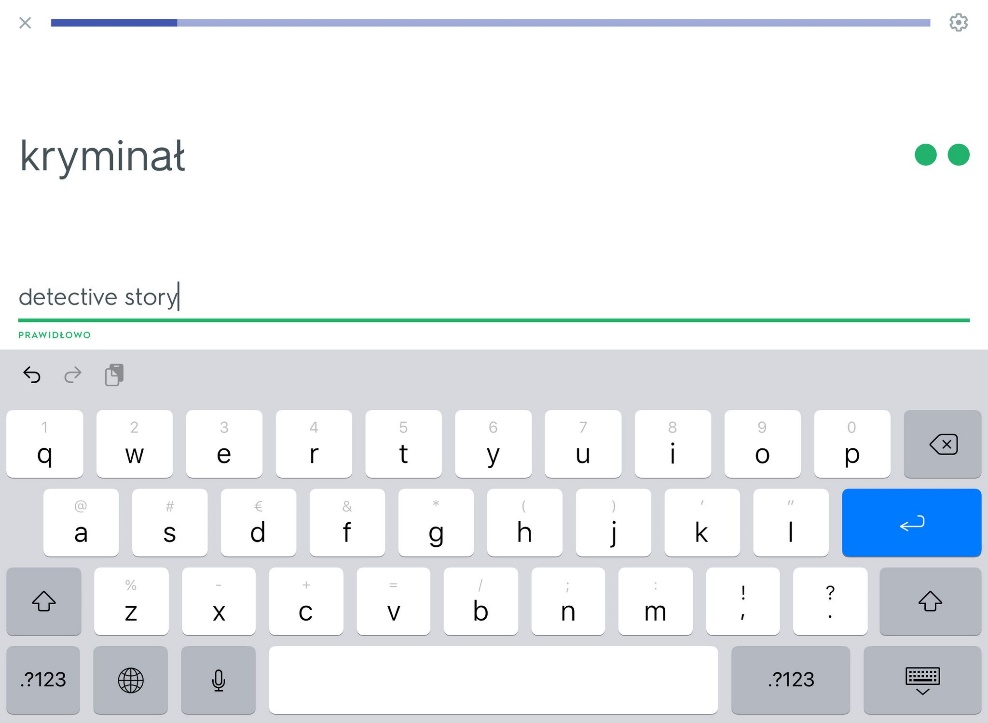 kryminał
detective story
PRAWIDŁOWO
1 2 3 4 5 6 7 8 9 0
q w e r t y u i o p
@ # € & * ( ) ' "
a s d f g h j k l
% - + = / ; : ! ?
z x c v b n m , .
.?123 .?123